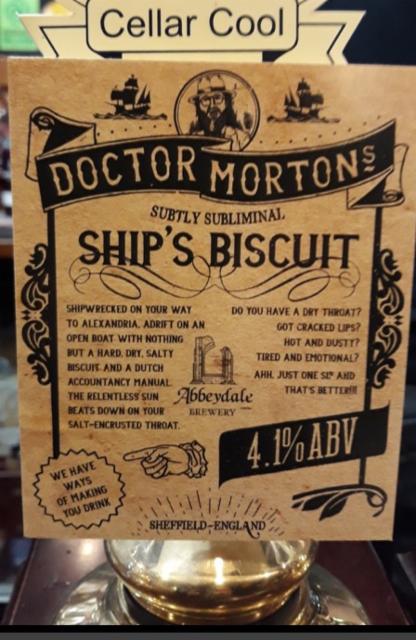 Cellar Cool
DOCTOR MORTONS
SUBTLY SUBLIMINAL
SHIP'S BISCUIT
SHIPWRECKED ON YOUR WAY
TO ALEXANDRIA. ADRIFT ON AN
OPEN BOAT WITH NOTHING
BUT A HARD, DRY, SALTY
BISCUIT AND A DUTCH
ACCOUNTANCY MANUAL.
THE RELENTLESS SUN
BEATS DOWN ON YOUR
SALT-ENCRUSTED THROAT.
DO YOU HAVE A DRY THROAT?
GOT CRACKED LIPS?
HOT AND DUSTY?
TIRED AND EMOTIONAL?
AHH, JUST ONE SIP AND
THAT'S BETTER!!!
Abbeydale
BREWERY
4.1% ABV
WE HAVE
WAYS
OF MAKING
YOU DRINK
SHEFFIELD-ENGLAND